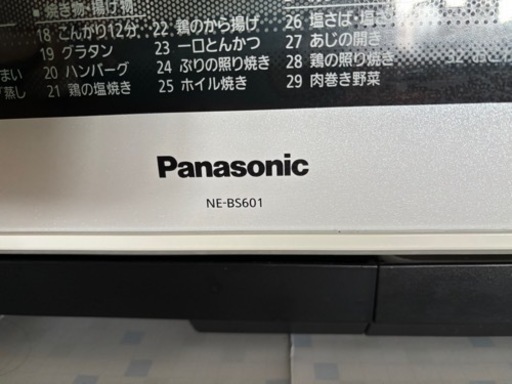 ■焼き物・揚げ物
18 こんがり12分
19 グラタン
20 ハンバーグ
21 鶏の塩焼き
22 鶏のから揚げ
23 一口とんかつ
24 ぶりの照り焼き
25 ホイル焼き
26 塩さば・塩
27 あじの開き
28 鶏の照り焼き
29 肉巻き野菜
まい
蒸し
Panasonic
NE-BS601